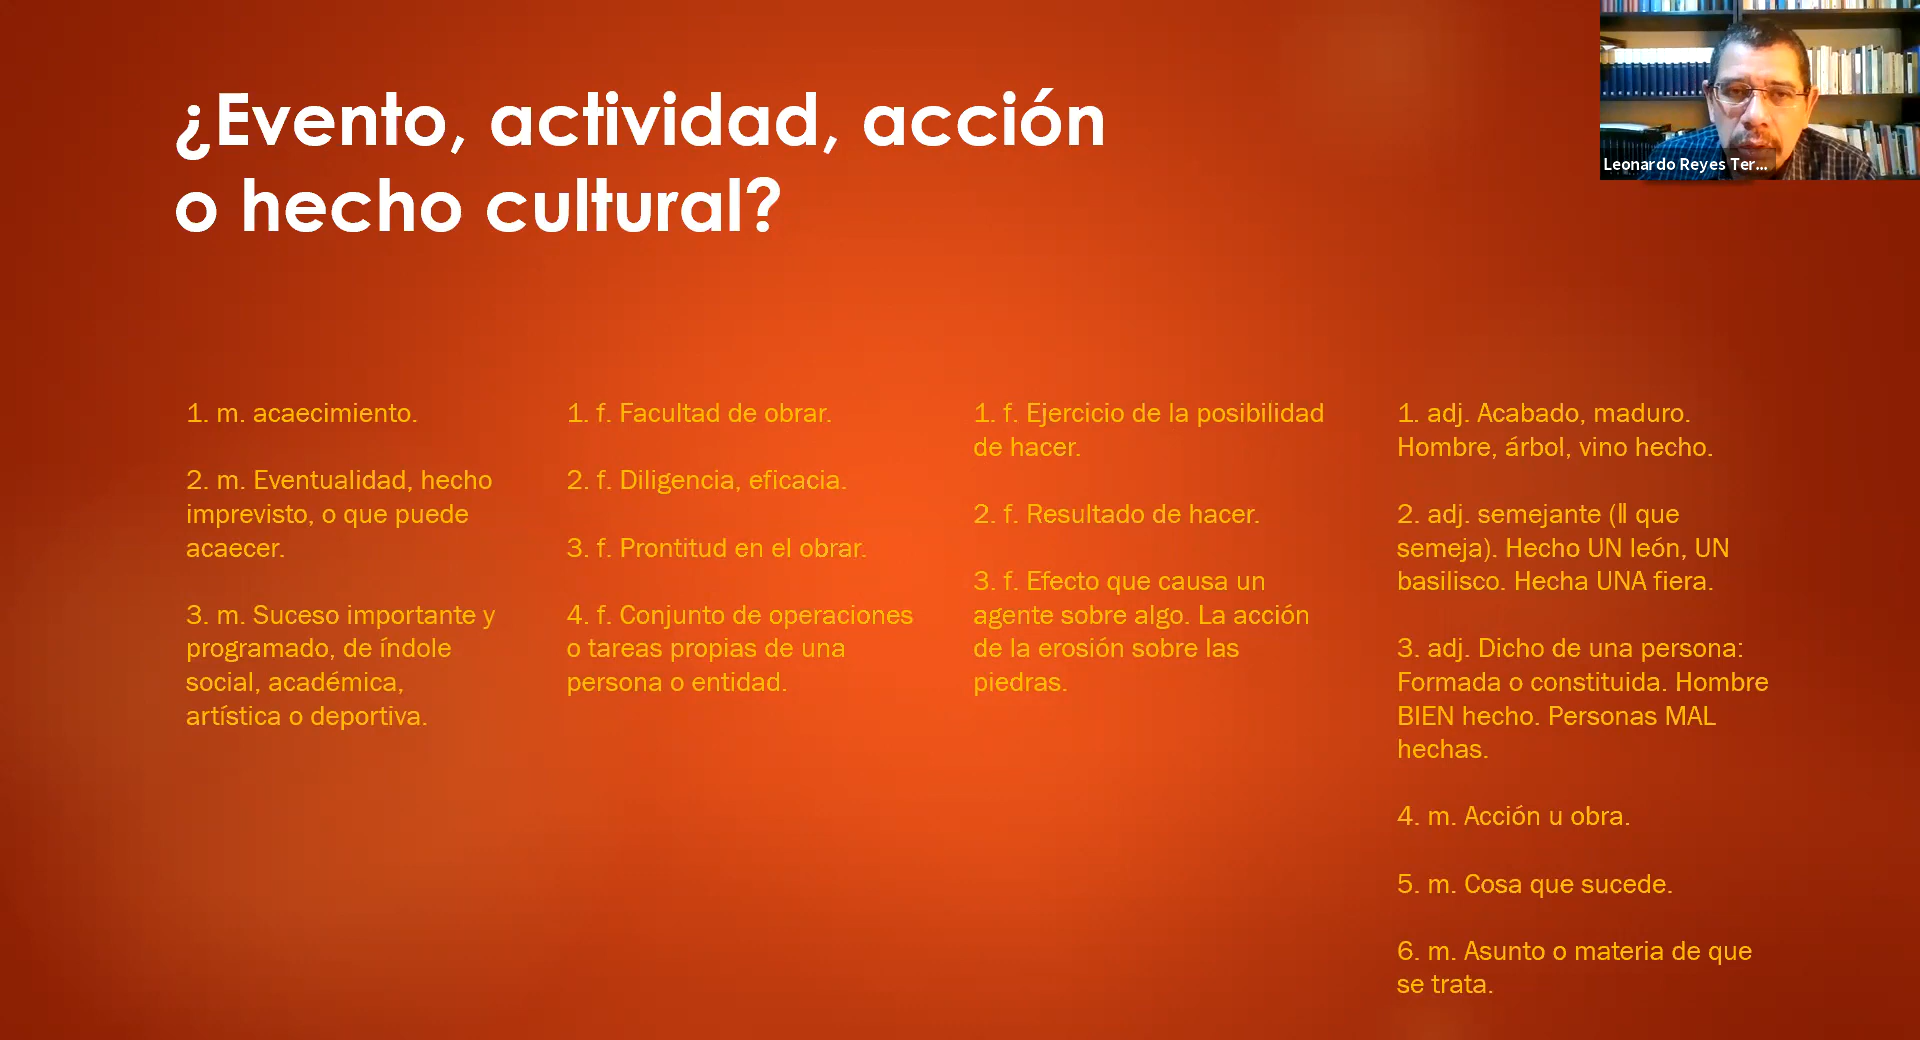 ¿Evento, actividad, acción
o hecho cultural?
Leonardo Reyes Ter...
1. m. acaecimiento.
2. m. Eventualidad, hecho
imprevisto, o que puede
acaecer.
3. m. Suceso importante y
programado, de índole
social, académica,
artística o deportiva.
1. f. Facultad de obrar.
2. f. Diligencia, eficacia.
3. f. Prontitud en el obrar.
4. f. Conjunto de operaciones
o tareas propias de una
persona o entidad.
1. f. Ejercicio de la posibilidad
de hacer.
2. f. Resultado de hacer.
3. f. Efecto que causa un
agente sobre algo. La acción
de la erosión sobre las
piedras.
1. adj. Acabado, maduro.
Hombre, árbol, vino hecho.
2. adj. semejante (ǁ que
semeja). Hecho UN león, UN
basilisco. Hecha UNA fiera.
3. adj. Dicho de una persona:
Formada o constituida. Hombre
BIEN hecho. Personas MAL
hechas.
4. m. Acción u obra.
5. m. Cosa que sucede.
6. m. Asunto o materia de que
se trata.